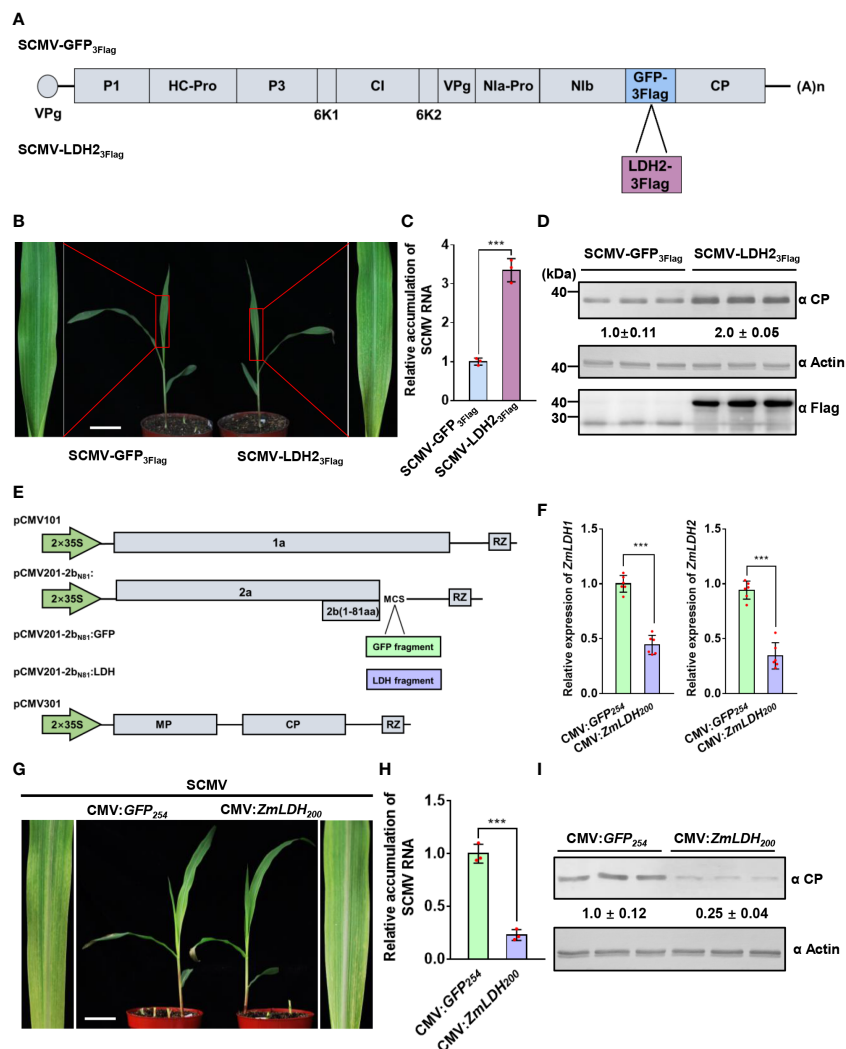 A
SCMV-GFP3Flag
P1 HC-Pro P3 CI VPg NIa-Pro NIb GFP-3Flag CP (A)n
VPg 6K1 6K2
SCMV-LDH23Flag
LDH2-3Flag
B
SCMV-GFP3Flag SCMV-LDH23Flag
C
Relative accumulation of
SCMV RNA
4
3
2
1
0
***
SCMV-GFP3Flag
SCMV-LDH23Flag
D
SCMV-GFP3Flag SCMV-LDH23Flag
(kDa)
40 α CP
1.0±0.11 2.0 ± 0.05
40 α Actin
40 α Flag
30
E
pCMV101
2×35S 1a RZ
pCMV201-2bN81:
2×35S 2a MCS RZ
2b(1-81aa)
pCMV201-2bN81:GFP
GFP fragment
pCMV201-2bN81:LDH
LDH fragment
pCMV301
2×35S MP CP RZ
F
Relative expression of ZmLDH1
1.5
1.0
0.5
0.0
***
CMV:GFP254
CMV:ZmLDH200
Relative expression of ZmLDH2
1.5
1.0
0.5
0.0
***
CMV:GFP254
CMV:ZmLDH200
G
SCMV
CMV:GFP254 CMV:ZmLDH200
H
Relative accumulation of
SCMV RNA
1.5
1.0
0.5
0.0
***
CMV:GFP254
CMV:ZmLDH200
I
CMV:GFP254 CMV:ZmLDH200
α CP
1.0 ± 0.12 0.25 ± 0.04
α Actin